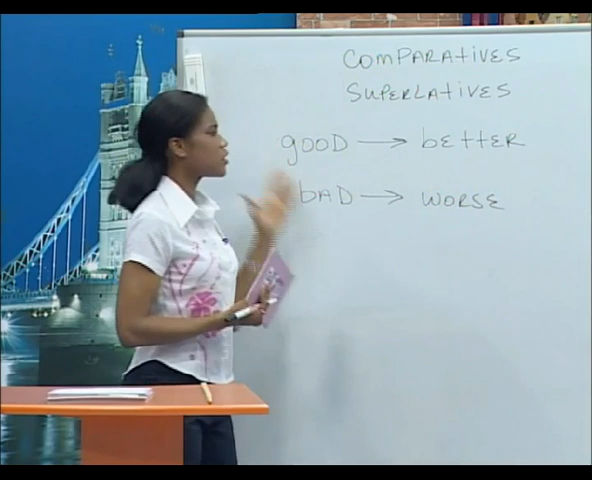 COMPARATIVES
SUPERLATIVES
good → better
bad → worse